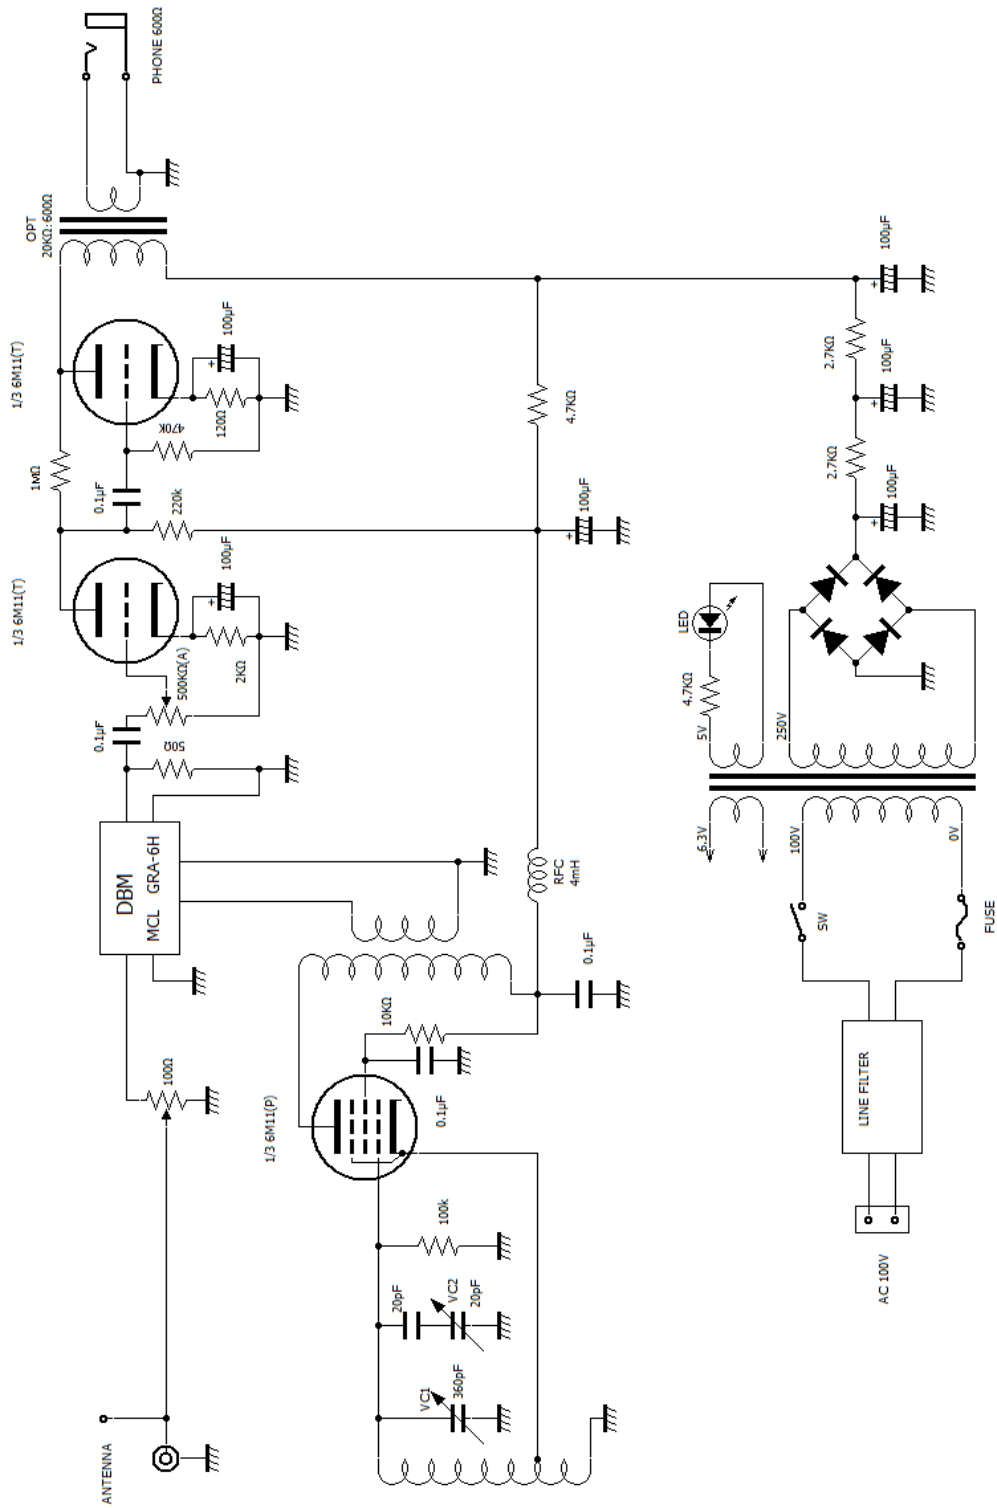 ANTENNA
100Ω
DBM
MCL GRA-6H
50Ω
0.1µF
500KΩ(A)
1/3 6M11(T)
2KΩ
100µF
220k
0.1µF
1MΩ
470k
1/3 6M11(T)
120Ω
100µF
OPT
20KΩ:600Ω
PHONE 600Ω
VC1
360pF
20pF
VC2
20pF
100k
1/3 6M11(P)
0.1µF
10KΩ
0.1µF
RFC
4mH
100µF
4.7KΩ
AC 100V
LINE FILTER
SW
FUSE
100V
0V
6.3V
5V
250V
4.7KΩ
LED
100µF
2.7KΩ
100µF
2.7KΩ
100µF